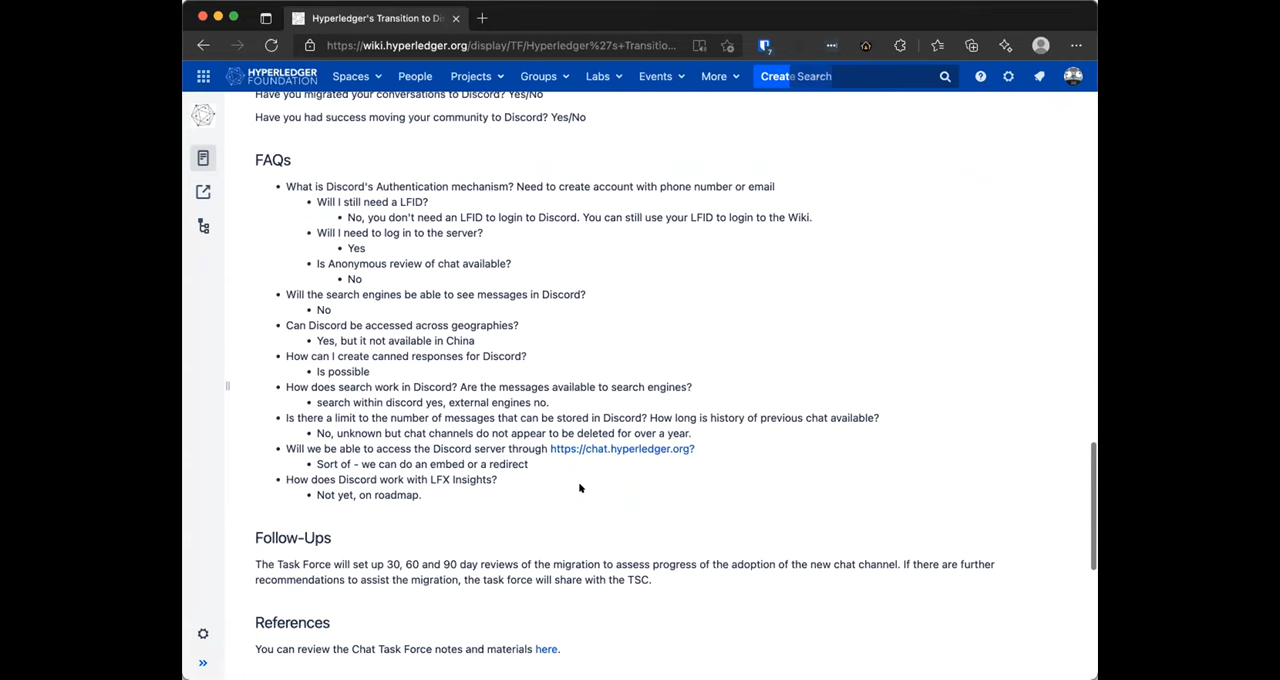 Hyperledger's Transition to Di
https://wiki.hyperledger.org/display/TF/Hyperledger%27s+Transitio...
7
HYPERLEDGER FOUNDATION
Spaces People Projects Groups Labs Events More Create Search
Have you migrated your conversations to Discord? Yes/No
Have you had success moving your community to Discord? Yes/No
FAQs
• What is Discord's Authentication mechanism? Need to create account with phone number or email
• Will I still need a LFID?
• No, you don't need an LFID to login to Discord. You can still use your LFID to login to the Wiki.
• Will I need to log in to the server?
• Yes
• Is Anonymous review of chat available?
• No
• Will the search engines be able to see messages in Discord?
• No
• Can Discord be accessed across geographies?
• Yes, but it not available in China
• How can I create canned responses for Discord?
• Is possible
• How does search work in Discord? Are the messages available to search engines?
• search within discord yes, external engines no.
• Is there a limit to the number of messages that can be stored in Discord? How long is history of previous chat available?
• No, unknown but chat channels do not appear to be deleted for over a year.
• Will we be able to access the Discord server through https://chat.hyperledger.org?
• Sort of - we can do an embed or a redirect
• How does Discord work with LFX Insights?
• Not yet, on roadmap.
Follow-Ups
The Task Force will set up 30, 60 and 90 day reviews of the migration to assess progress of the adoption of the new chat channel. If there are further
recommendations to assist the migration, the task force will share with the TSC.
References
You can review the Chat Task Force notes and materials here.